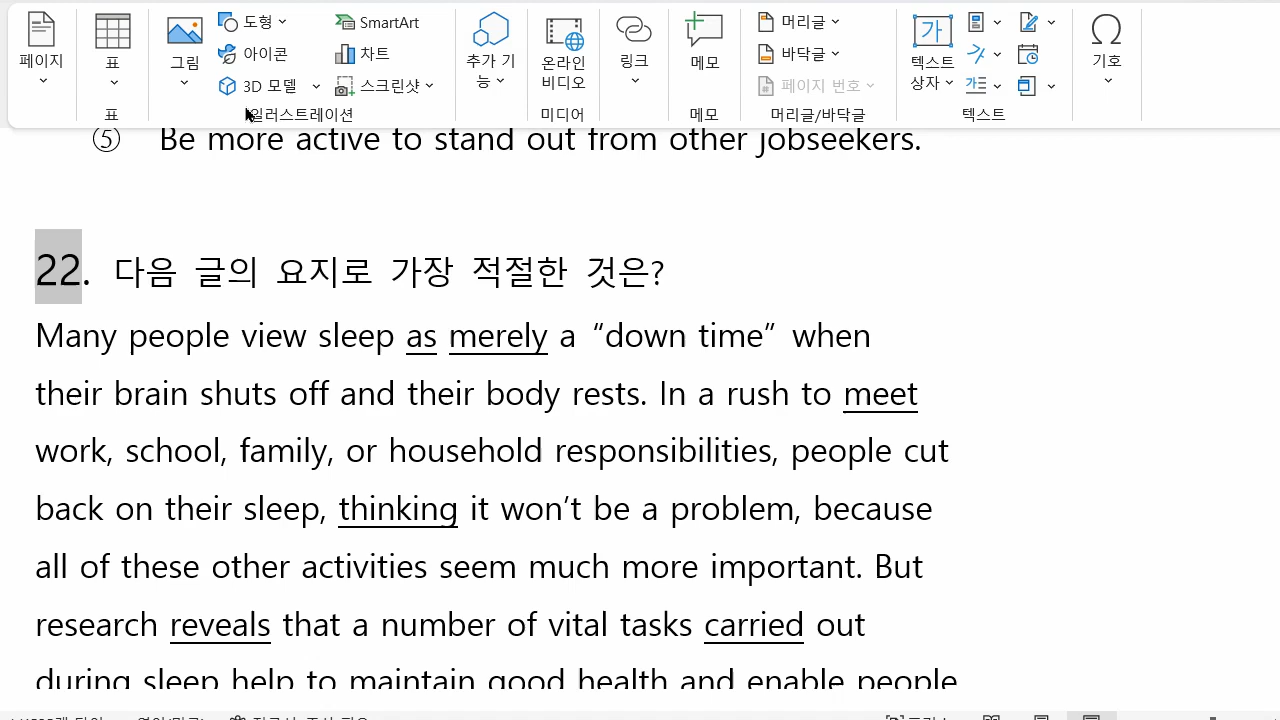 페이지
표
표
그림
도형
아이콘
3D 모델
SmartArt
차트
스크린샷
일러스트레이션
추가 기능
온라인 비디오
미디어
링크
메모
메모
머리글
바닥글
페이지 번호
머리글/바닥글
텍스트 상자
텍스트
기호
⑤ Be more active to stand out from other jobseekers.
22. 다음 글의 요지로 가장 적절한 것은?
Many people view sleep as merely a “down time” when
their brain shuts off and their body rests. In a rush to meet
work, school, family, or household responsibilities, people cut
back on their sleep, thinking it won’t be a problem, because
all of these other activities seem much more important. But
research reveals that a number of vital tasks carried out
during sleep help to maintain good health and enable people